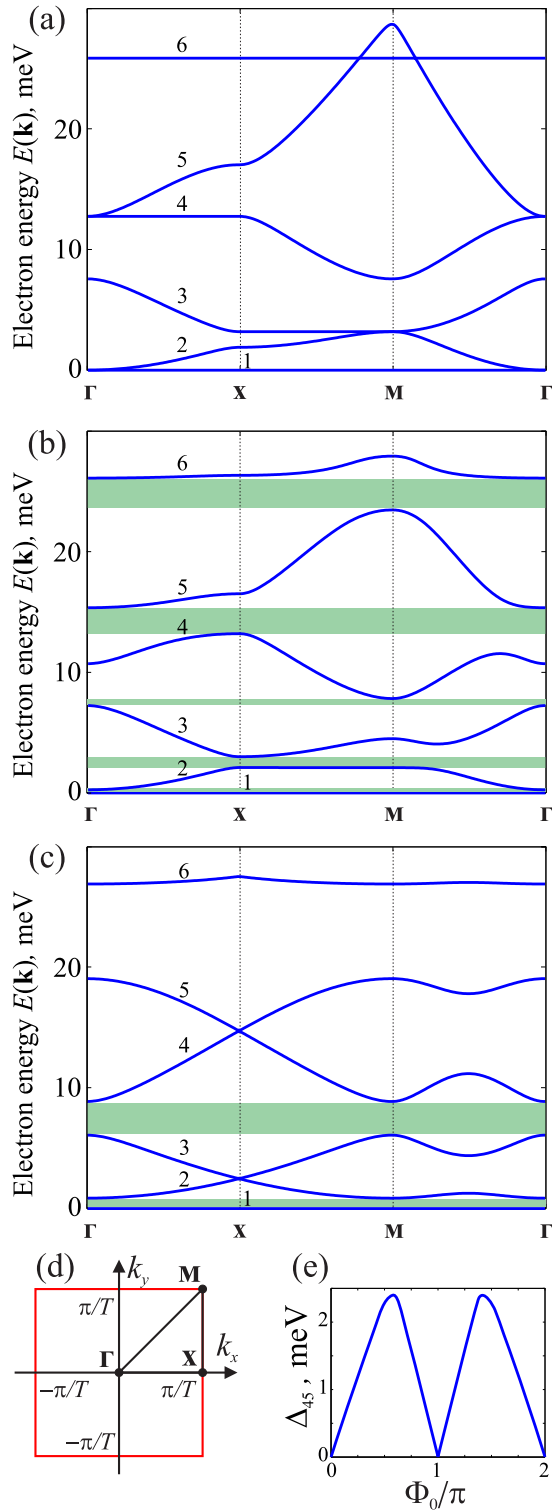 (a)
Electron energy E(k), meV
20
10
0
6
5
4
3
2
1
Γ X M Γ
(b)
Electron energy E(k), meV
20
10
0
6
5
4
3
2
1
Γ X M Γ
(c)
Electron energy E(k), meV
20
10
0
6
5
4
3
2
1
Γ X M Γ
(d)
k_y
M
π/T
Γ
X
k_x
−π/T
π/T
−π/T
(e)
Δ₄₅, meV
2
1
0
0 1 2
Φ₀/π